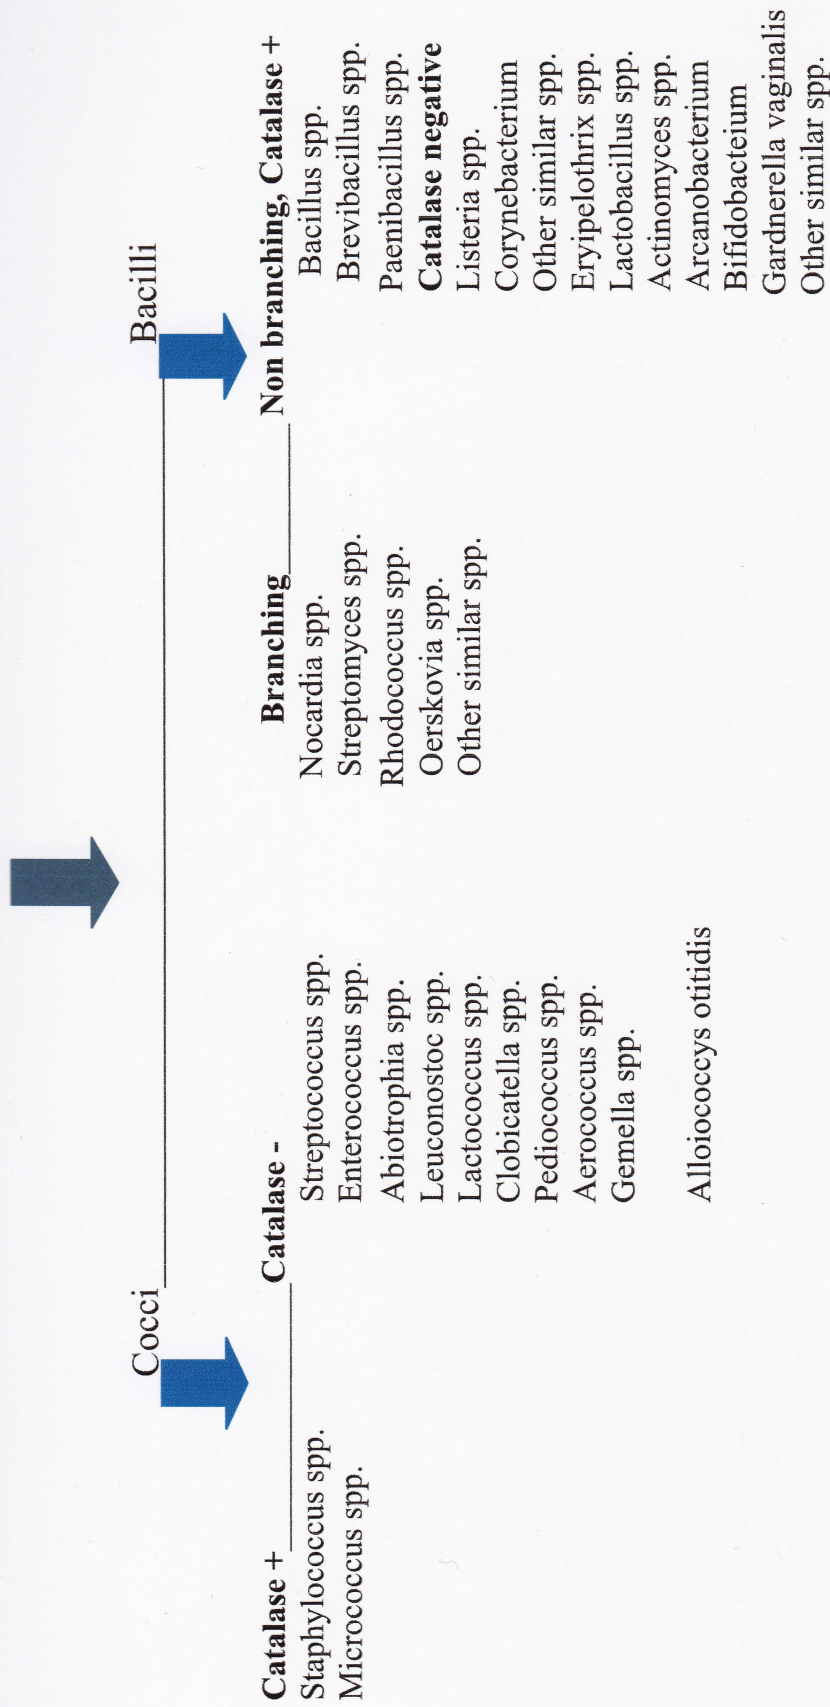 Cocci
Bacilli
Catalase +
Staphylococcus spp.
Micrococcus spp.
Catalase -
Streptococcus spp.
Enterococcus spp.
Abiotrophia spp.
Leuconostoc spp.
Lactococcus spp.
Clobicatella spp.
Pediococcus spp.
Aerococcus spp.
Gemella spp.
Alloiococcys otitidis
Branching
Nocardia spp.
Streptomyces spp.
Rhodococcus spp.
Oerskovia spp.
Other similar spp.
Non branching, Catalase +
Bacillus spp.
Brevibacillus spp.
Paenibacillus spp.
Catalase negative
Listeria spp.
Corynebacterium
Other similar spp.
Eryipelothrix spp.
Lactobacillus spp.
Actinomyces spp.
Arcanobacterium
Bifidobacteium
Gardnerella vaginalis
Other similar spp.